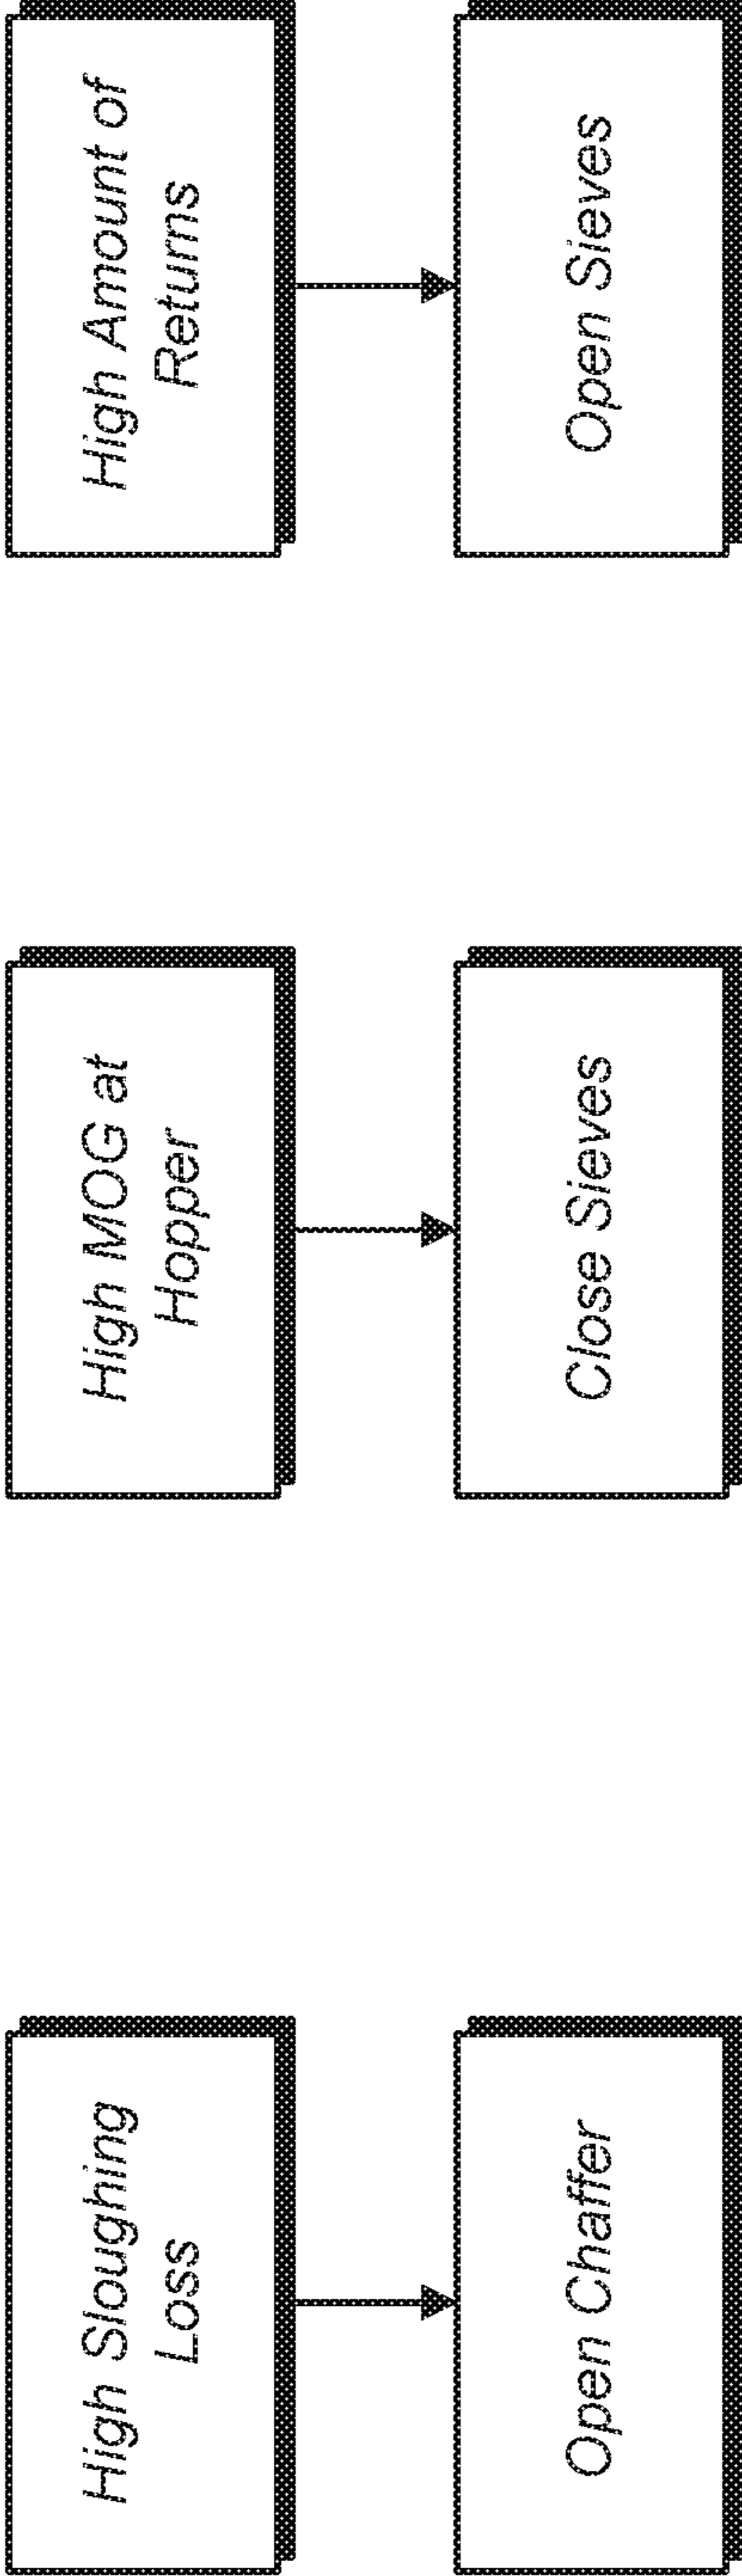 High Sloughing
Loss
Open Chaffer
High MOG at
Hopper
Close Sieves
High Amount of
Returns
Open Sieves